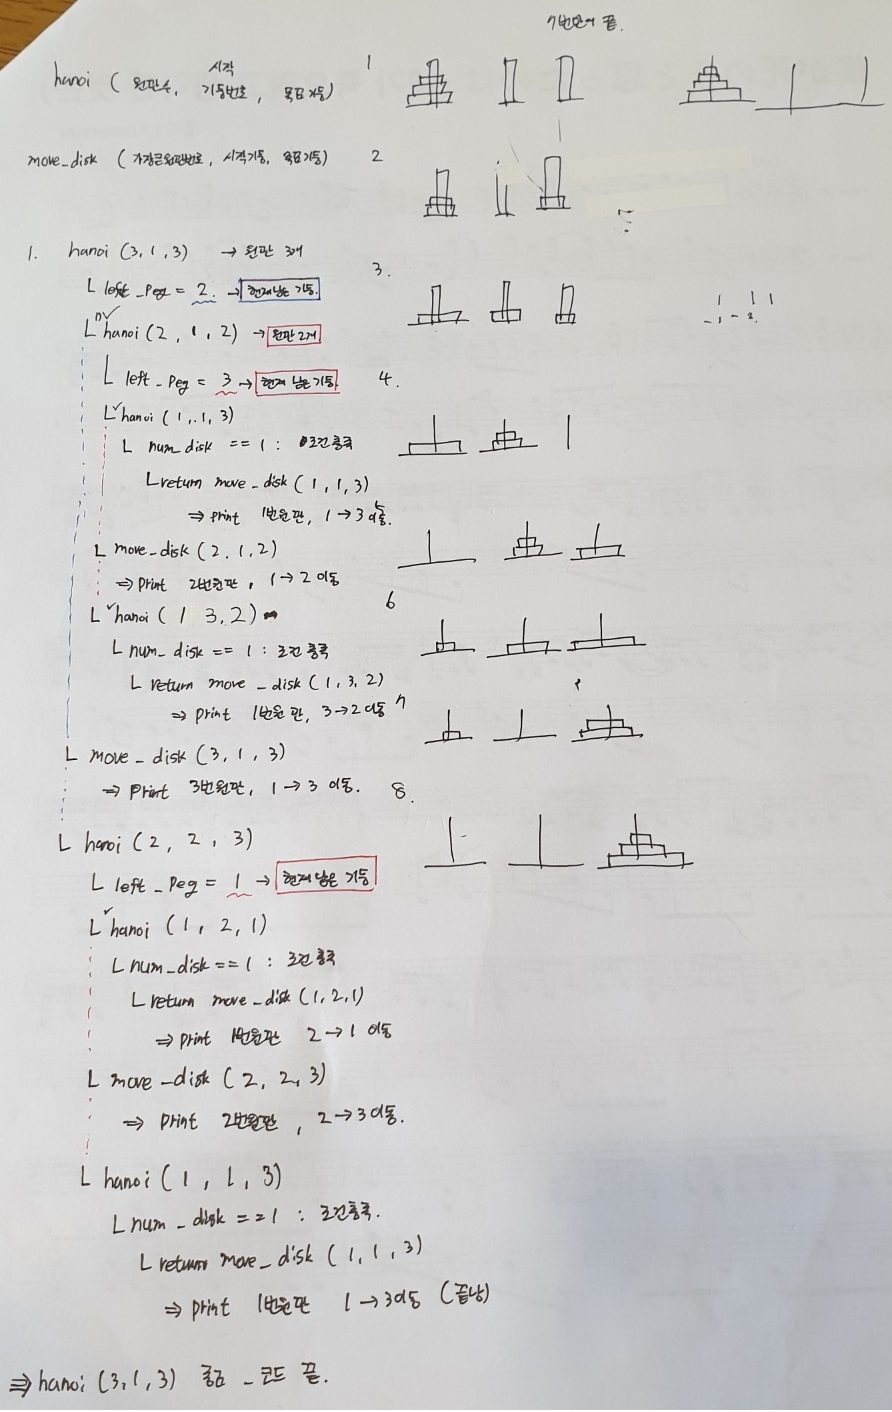 7번만에 끝.
시작
hanoi ( 원판수, 기둥번호, 목표기둥)
1
move_disk ( 가장큰원판번호, 시작기둥, 목표기둥)
2
1. hanoi (3, 1, 3) → 원판 3개
3.
L left_peg = 2. → 현재남은 기둥.
L hanoi (2, 1, 2) → 원판 2개
L left_peg = 3 → 현재 남은 기둥.
4.
L hanoi (1, 1, 3)
L num_disk == 1 : 조건충족
L return move_disk (1, 1, 3)
⇒ print 1번원판, 1 → 3 이동.
L move_disk (2, 1, 2)
⇒ print 2번원판, 1 → 2 이동
6
L hanoi ( 1 3, 2)
L num_disk == 1 : 조건 충족
L return move_disk (1, 3, 2)
⇒ print 1번원판, 3 → 2 이동
7
L move_disk (3, 1, 3)
⇒ print 3번원판, 1 → 3 이동.
8.
L hanoi (2, 2, 3)
L left_peg = 1 → 현재남은 기둥
L hanoi (1, 2, 1)
L num_disk == 1 : 조건충족
L return move_disk (1, 2, 1)
⇒ print 1번원판 2 → 1 이동
L move_disk (2, 2, 3)
⇒ print 2번원판, 2 → 3 이동.
L hanoi (1, 1, 3)
L num_disk == 1 : 조건충족.
L return move_disk (1, 1, 3)
⇒ print 1번원판 1 → 3 이동 (끝남)
⇒ hanoi (3, 1, 3) _ 코드 끝.